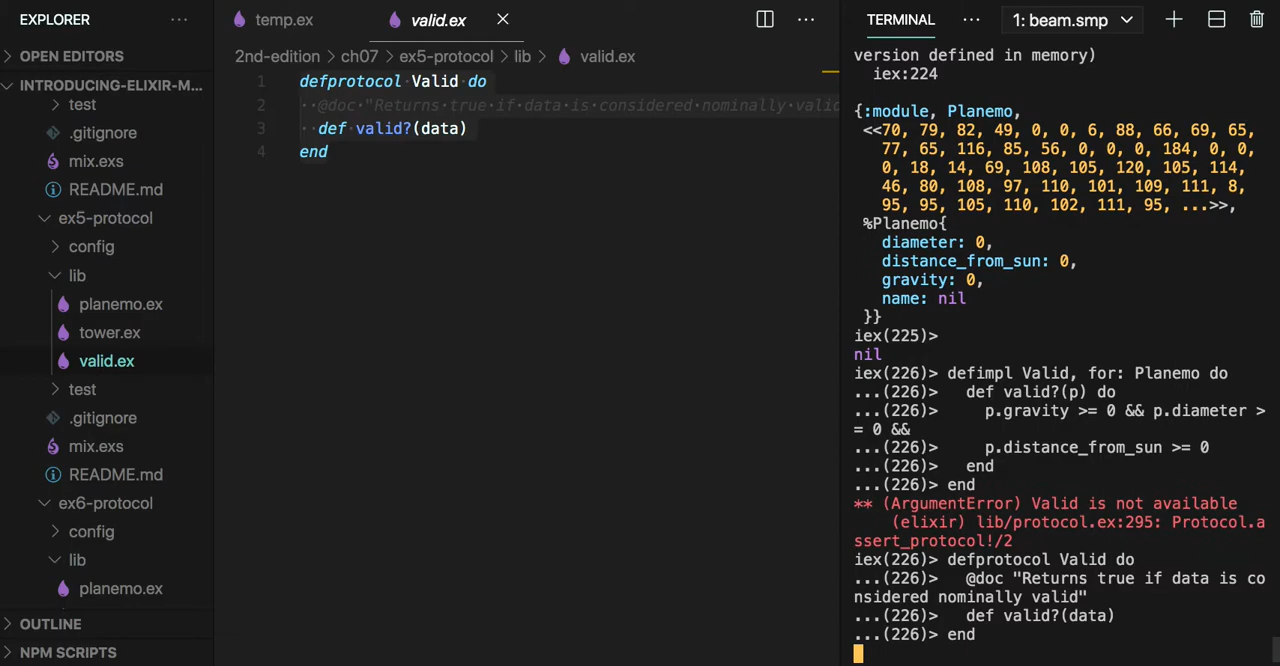 EXPLORER
OPEN EDITORS
INTRODUCING-ELIXIR-M...
test
.gitignore
mix.exs
README.md
ex5-protocol
config
lib
planemo.ex
tower.ex
valid.ex
test
.gitignore
mix.exs
README.md
ex6-protocol
config
lib
planemo.ex
OUTLINE
NPM SCRIPTS
temp.ex
valid.ex
2nd-edition > ch07 > ex5-protocol > lib > valid.ex
1 defprotocol Valid do
2 @doc "Returns true if data is considered nominally valid
3 def valid?(data)
4 end
TERMINAL
1: beam.smp
version defined in memory)
iex:224
{:module, Planemo,
<<70, 79, 82, 49, 0, 0, 6, 88, 66, 69, 65,
77, 65, 116, 85, 56, 0, 0, 0, 184, 0, 0,
0, 18, 14, 69, 108, 105, 120, 105, 114,
46, 80, 108, 97, 110, 101, 109, 111, 8,
95, 95, 105, 110, 102, 111, 95, ...>>,
%Planemo{
diameter: 0,
distance_from_sun: 0,
gravity: 0,
name: nil
}}
iex(225)>
nil
iex(226)> defimpl Valid, for: Planemo do
...(226)> def valid?(p) do
...(226)> p.gravity >= 0 && p.diameter >
= 0 &&
...(226)> p.distance_from_sun >= 0
...(226)> end
...(226)> end
** (ArgumentError) Valid is not available
(elixir) lib/protocol.ex:295: Protocol.a
ssert_protocol!/2
iex(226)> defprotocol Valid do
...(226)> @doc "Returns true if data is co
nsidered nominally valid"
...(226)> def valid?(data)
...(226)> end